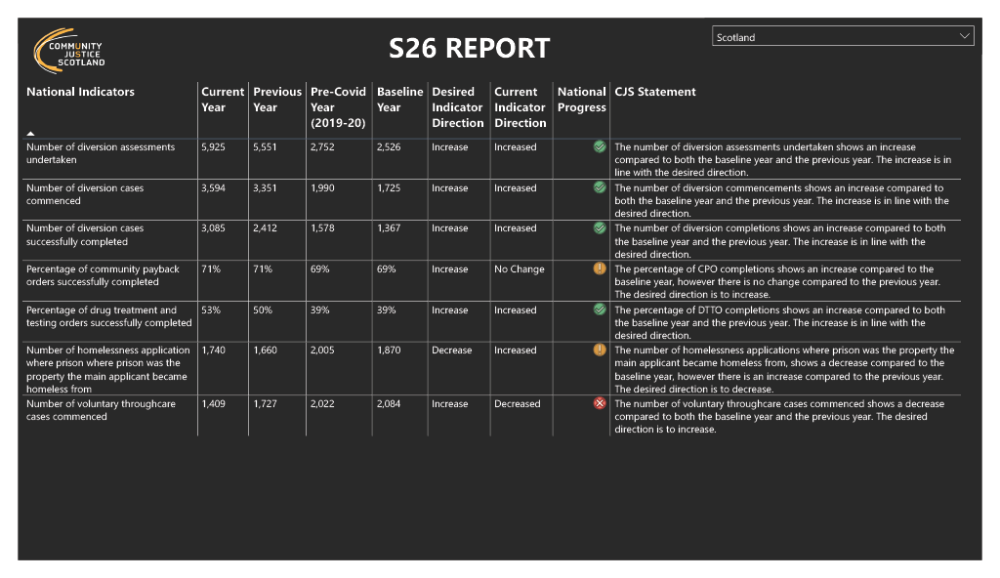 COMMUNITY
JUSTICE
SCOTLAND
S26 REPORT
Scotland
National Indicators
Current
Year
Previous
Year
Pre-Covid
Year
(2019-20)
Baseline
Year
Desired
Indicator
Direction
Current
Indicator
Direction
National
Progress
CJS Statement
Number of diversion assessments
undertaken
5,925
5,551
2,752
2,526
Increase
Increased
The number of diversion assessments undertaken shows an increase
compared to both the baseline year and the previous year. The increase is in
line with the desired direction.
Number of diversion cases
commenced
3,594
3,351
1,990
1,725
Increase
Increased
The number of diversion commencements shows an increase compared to
both the baseline year and the previous year. The increase is in line with the
desired direction.
Number of diversion cases
successfully completed
3,085
2,412
1,578
1,367
Increase
Increased
The number of diversion completions shows an increase compared to both
the baseline year and the previous year. The increase is in line with the
desired direction.
Percentage of community payback
orders successfully completed
71%
71%
69%
69%
Increase
No Change
The percentage of CPO completions shows an increase compared to the
baseline year, however there is no change compared to the previous year.
The desired direction is to increase.
Percentage of drug treatment and
testing orders successfully completed
53%
50%
39%
39%
Increase
Increased
The percentage of DTTO completions shows an increase compared to both
the baseline year and the previous year. The increase is in line with the
desired direction.
Number of homelessness application
where prison where prison was the
property the main applicant became
homeless from
1,740
1,660
2,005
1,870
Decrease
Increased
The number of homelessness applications where prison was the property the
main applicant became homeless from, shows a decrease compared to the
baseline year, however there is an increase compared to the previous year.
The desired direction is to decrease.
Number of voluntary throughcare
cases commenced
1,409
1,727
2,022
2,084
Increase
Decreased
The number of voluntary throughcare cases commenced shows a decrease
compared to both the baseline year and the previous year. The desired
direction is to increase.